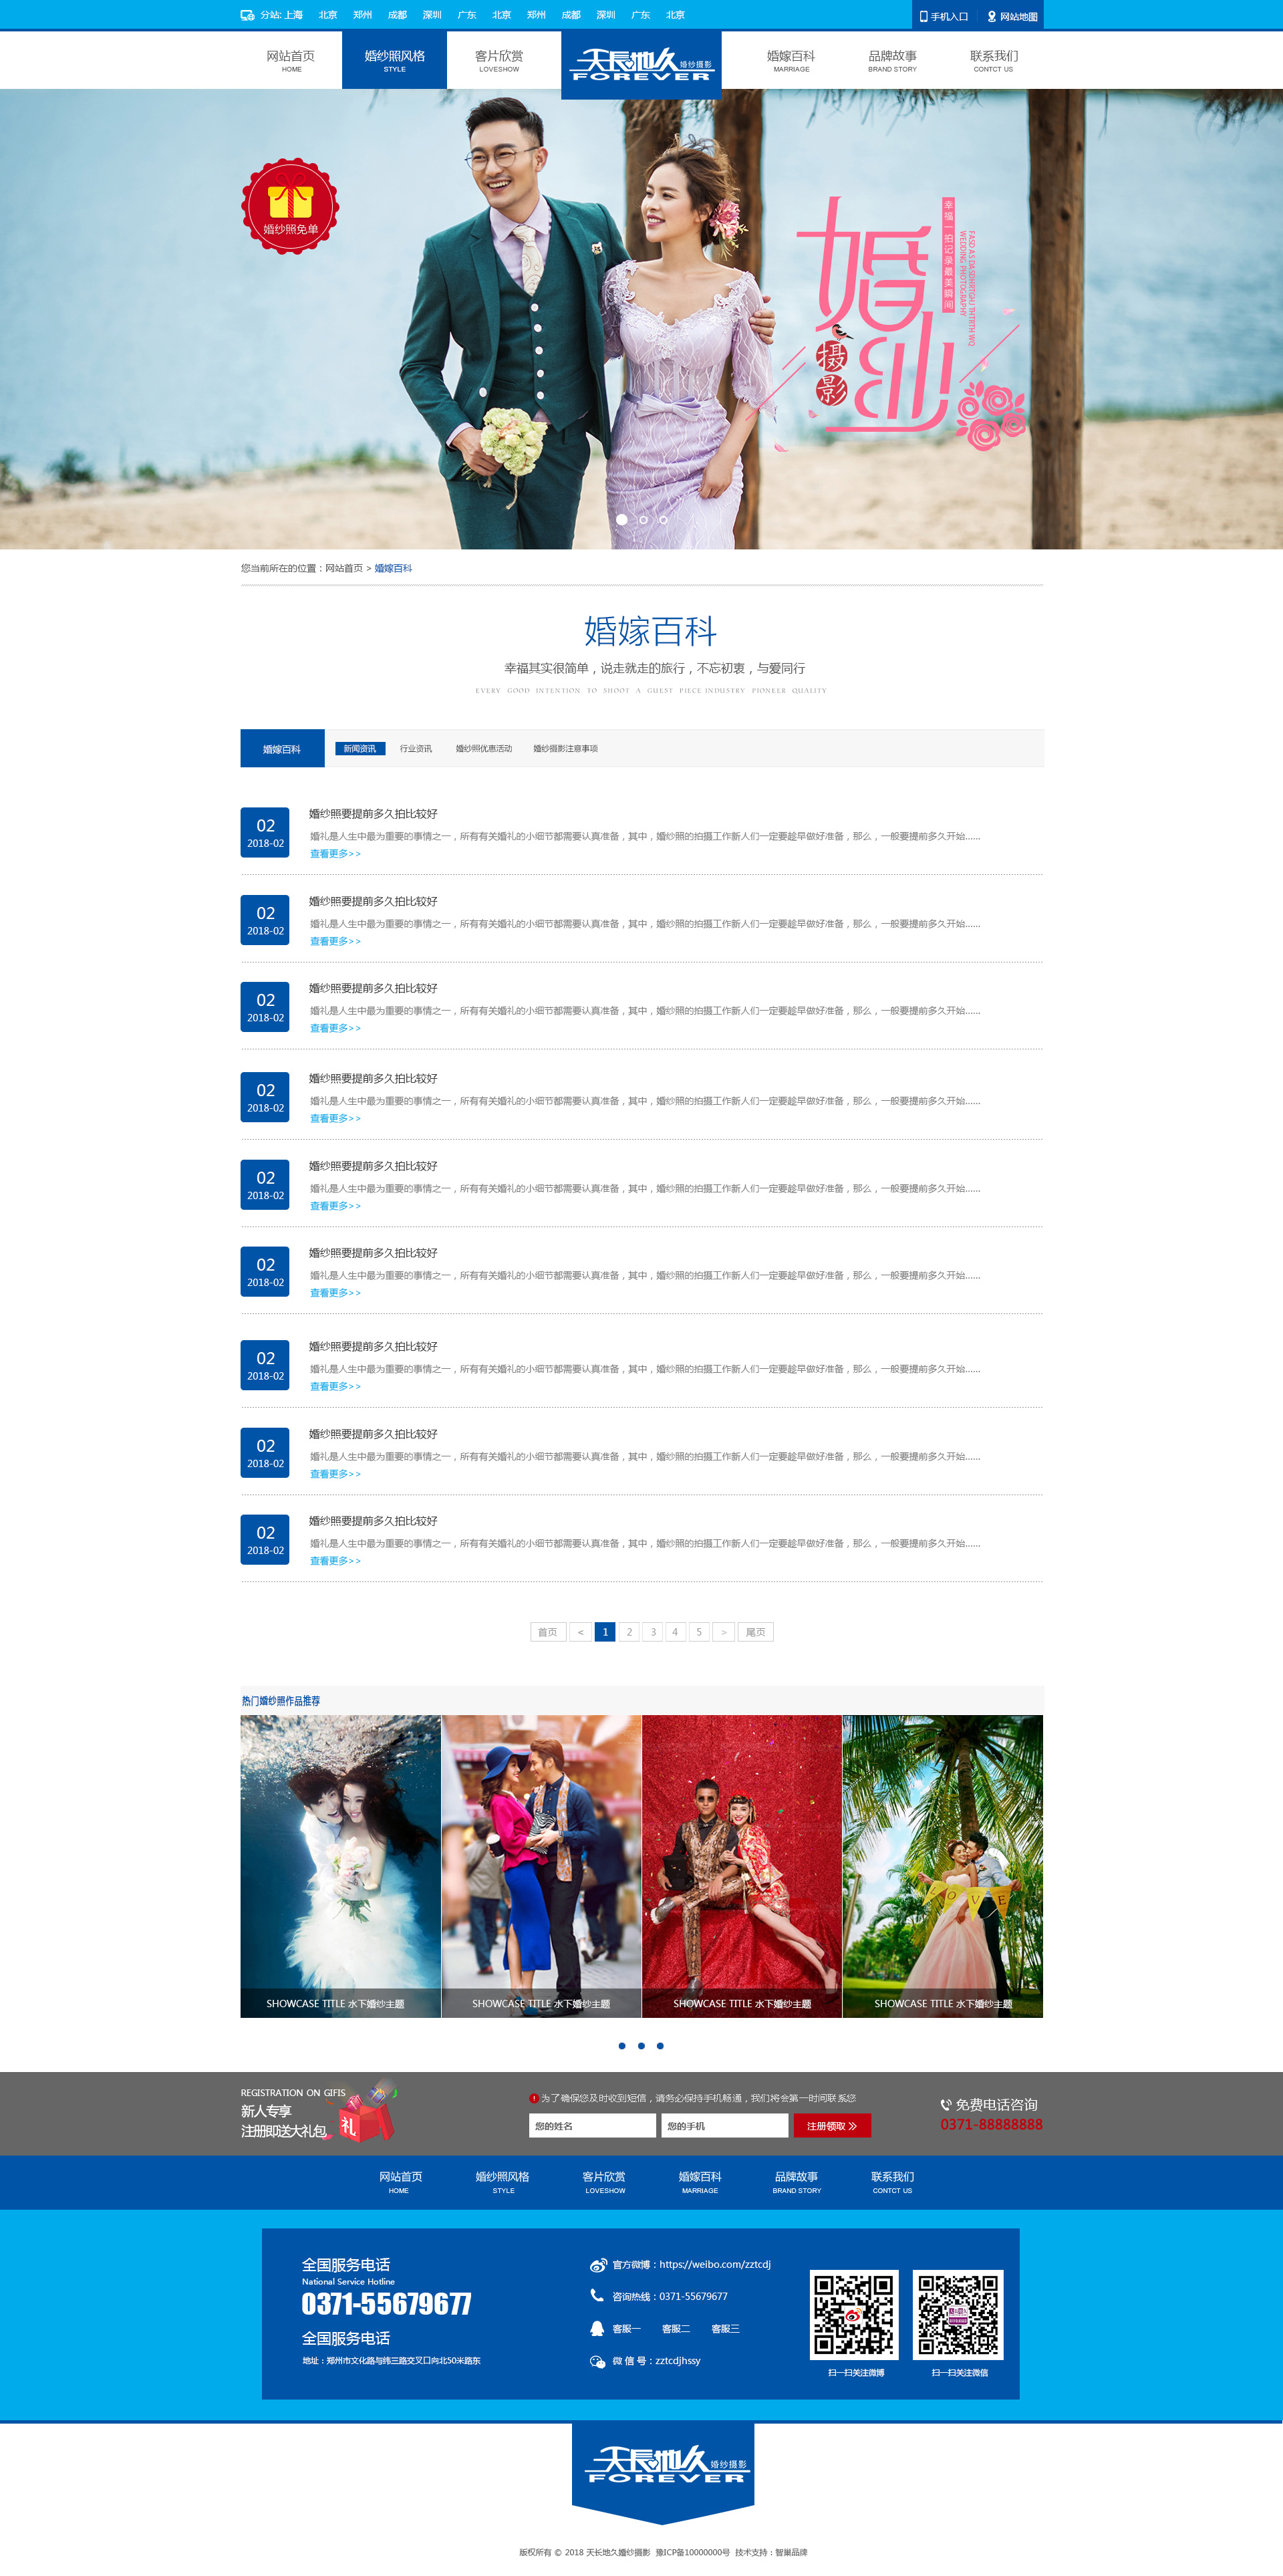 分站: 上海 北京 郑州 成都 深圳 广东 北京 郑州 成都 深圳 广东 北京
手机入口 网站地图
网站首页 婚纱照风格 客片欣赏 天长地久 婚纱摄影 婚嫁百科 品牌故事 联系我们
HOME STYLE LOVESHOW FOREVER MARRIAGE BRAND STORY CONTCT US
婚纱照免单
婚纱
摄影
幸福一拍记录最美瞬间
WEDDING PHOTOGRAPHY
您当前所在的位置：网站首页 > 婚嫁百科
婚嫁百科
幸福其实很简单，说走就走的旅行，不忘初衷，与爱同行
EVERY GOOD INTENTION TO SHOOT A GUEST PIECE INDUSTRY PIONEER QUALITY
婚嫁百科 新闻资讯 行业资讯 婚纱照优惠活动 婚纱摄影注意事项
02
2018-02
婚纱照要提前多久拍比较好
婚礼是人生中最为重要的事情之一，所有有关婚礼的小细节都需要认真准备，其中，婚纱照的拍摄工作新人们一定要趁早做好准备，那么，一般要提前多久开始......
查看更多>>
02
2018-02
婚纱照要提前多久拍比较好
婚礼是人生中最为重要的事情之一，所有有关婚礼的小细节都需要认真准备，其中，婚纱照的拍摄工作新人们一定要趁早做好准备，那么，一般要提前多久开始......
查看更多>>
02
2018-02
婚纱照要提前多久拍比较好
婚礼是人生中最为重要的事情之一，所有有关婚礼的小细节都需要认真准备，其中，婚纱照的拍摄工作新人们一定要趁早做好准备，那么，一般要提前多久开始......
查看更多>>
02
2018-02
婚纱照要提前多久拍比较好
婚礼是人生中最为重要的事情之一，所有有关婚礼的小细节都需要认真准备，其中，婚纱照的拍摄工作新人们一定要趁早做好准备，那么，一般要提前多久开始......
查看更多>>
02
2018-02
婚纱照要提前多久拍比较好
婚礼是人生中最为重要的事情之一，所有有关婚礼的小细节都需要认真准备，其中，婚纱照的拍摄工作新人们一定要趁早做好准备，那么，一般要提前多久开始......
查看更多>>
02
2018-02
婚纱照要提前多久拍比较好
婚礼是人生中最为重要的事情之一，所有有关婚礼的小细节都需要认真准备，其中，婚纱照的拍摄工作新人们一定要趁早做好准备，那么，一般要提前多久开始......
查看更多>>
02
2018-02
婚纱照要提前多久拍比较好
婚礼是人生中最为重要的事情之一，所有有关婚礼的小细节都需要认真准备，其中，婚纱照的拍摄工作新人们一定要趁早做好准备，那么，一般要提前多久开始......
查看更多>>
02
2018-02
婚纱照要提前多久拍比较好
婚礼是人生中最为重要的事情之一，所有有关婚礼的小细节都需要认真准备，其中，婚纱照的拍摄工作新人们一定要趁早做好准备，那么，一般要提前多久开始......
查看更多>>
02
2018-02
婚纱照要提前多久拍比较好
婚礼是人生中最为重要的事情之一，所有有关婚礼的小细节都需要认真准备，其中，婚纱照的拍摄工作新人们一定要趁早做好准备，那么，一般要提前多久开始......
查看更多>>
首页 < 1 2 3 4 5 > 尾页
热门婚纱照作品推荐
LOVE
SHOWCASE TITLE 水下婚纱主题 SHOWCASE TITLE 水下婚纱主题 SHOWCASE TITLE 水下婚纱主题 SHOWCASE TITLE 水下婚纱主题
REGISTRATION ON GIFIS
新人专享
注册即送大礼包
礼
为了确保您及时收到短信，请务必保持手机畅通，我们将会第一时间联系您
您的姓名 您的手机 注册领取
免费电话咨询
0371-88888888
网站首页 婚纱照风格 客片欣赏 婚嫁百科 品牌故事 联系我们
HOME STYLE LOVESHOW MARRIAGE BRAND STORY CONTCT US
全国服务电话
National Service Hotline
0371-55679677
全国服务电话
地址：郑州市文化路与纬三路交叉口向北50米路东
官方微博：https://weibo.com/zztcdj
咨询热线：0371-55679677
客服一 客服二 客服三
微 信 号：zztcdjhssy
扫一扫关注微博 扫一扫关注微信
天长地久 婚纱摄影
FOREVER
版权所有 © 2018 天长地久婚纱摄影 豫ICP备10000000号 技术支持：智巢品牌